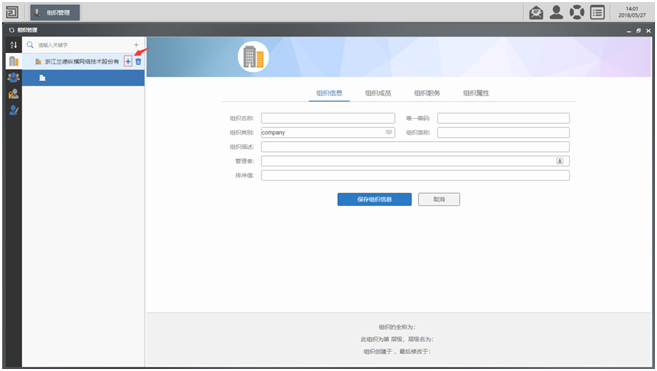 组织管理
14:01
2018/05/27
组织管理
请输入关键字
浙江兰德纵横网络技术股份有
组织信息
组织成员
组织职务
组织属性
组织名称:
唯一编码:
组织类别: company
组织简称:
组织描述:
管理者:
排序值:
保存组织信息
取消
组织的全称为:
此组织为第 层级，层级名为:
组织创建于 ，最后修改于: